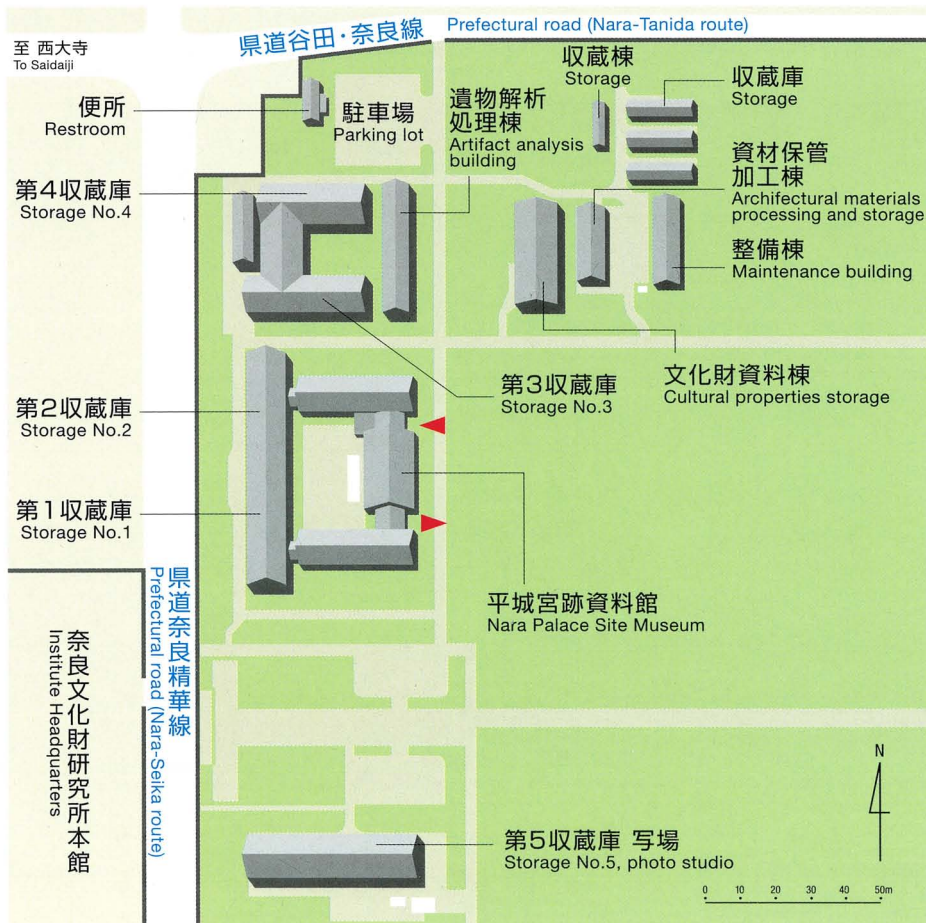 県道谷田・奈良線
Prefectural road (Nara-Tanida route)
至 西大寺
To Saidaiji
便所
Restroom
駐車場
Parking lot
遺物解析
処理棟
Artifact analysis
building
収蔵棟
Storage
収蔵庫
Storage
資材保管
加工棟
Archifectural materials
processing and storage
整備棟
Maintenance building
第4収蔵庫
Storage No.4
第3収蔵庫
Storage No.3
文化財資料棟
Cultural properties storage
第2収蔵庫
Storage No.2
第1収蔵庫
Storage No.1
平城宮跡資料館
Nara Palace Site Museum
県道奈良精華線
Prefectural road (Nara-Seika route)
奈良文化財研究所本館
Institute Headquarters
第5収蔵庫 写場
Storage No.5, photo studio
N
0 10 20 30 40 50m